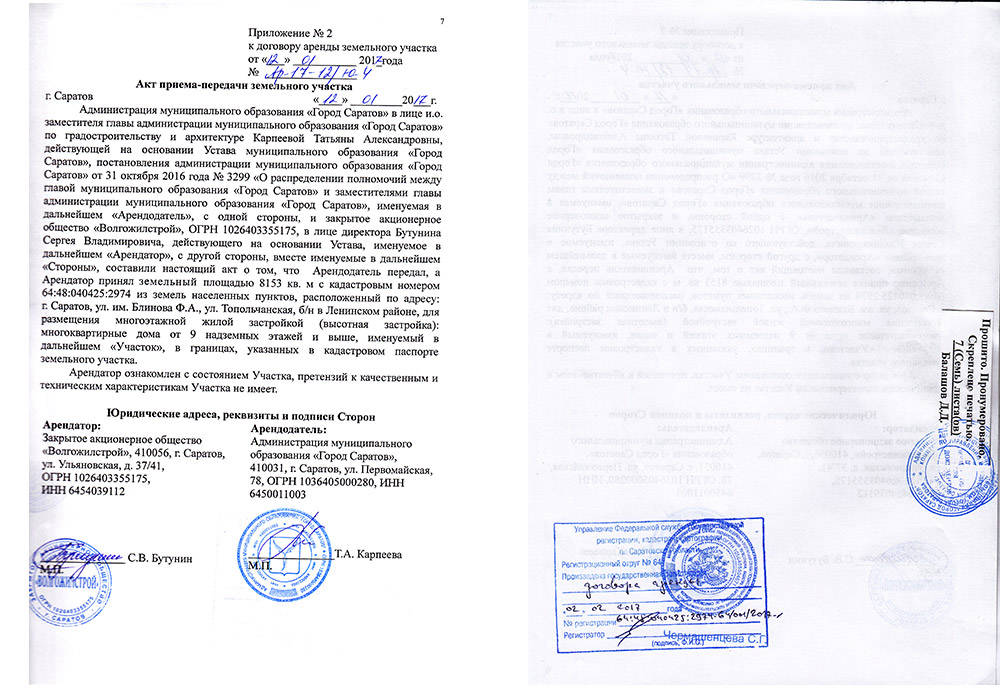 7
Приложение № 2
к договору аренды земельного участка
от «12» 01 2017года
№ Ар-17-12/ю-4
Акт приема-передачи земельного участка
г. Саратов «12» 01 2017г.
Администрация муниципального образования «Город Саратов» в лице и.о.
заместителя главы администрации муниципального образования «Город Саратов»
по градостроительству и архитектуре Карпеевой Татьяны Александровны,
действующей на основании Устава муниципального образования «Город
Саратов», постановления администрации муниципального образования «Город
Саратов» от 31 октября 2016 года № 3299 «О распределении полномочий между
главой муниципального образования «Город Саратов» и заместителями главы
администрации муниципального образования «Город Саратов», именуемая в
дальнейшем «Арендодатель», с одной стороны, и закрытое акционерное
общество «Волгожилстрой», ОГРН 1026403355175, в лице директора Бутунина
Сергея Владимировича, действующего на основании Устава, именуемое в
дальнейшем «Арендатор», с другой стороны, вместе именуемые в дальнейшем
«Стороны», составили настоящий акт о том, что Арендодатель передал, а
Арендатор принял земельный площадью 8153 кв. м с кадастровым номером
64:48:040425:2974 из земель населенных пунктов, расположенный по адресу:
г. Саратов, ул. им. Блинова Ф.А., ул. Топольчанская, б/н в Ленинском районе, для
размещения многоэтажной жилой застройкой (высотная застройка):
многоквартирные дома от 9 надземных этажей и выше, именуемый в
дальнейшем «Участок», в границах, указанных в кадастровом паспорте
земельного участка.
Арендатор ознакомлен с состоянием Участка, претензий к качественным и
техническим характеристикам Участка не имеет.
Юридические адреса, реквизиты и подписи Сторон
Арендатор:
Закрытое акционерное общество
«Волгожилстрой», 410056, г. Саратов,
ул. Ульяновская, д. 37/41,
ОГРН 1026403355175,
ИНН 6454039112
Арендодатель:
Администрация муниципального
образования «Город Саратов»,
410031, г. Саратов, ул. Первомайская,
78, ОГРН 1036405000280, ИНН
6450011003
С.В. Бутунин
М.П.
ВОЛГОЖИЛСТРОЙ
ОГРН 1026403355175
САРАТОВ
Т.А. Карпеева
М.П.
Прошито. Пронумеровано,
Скреплено печатью
7 (Семь) листа(ов)
Балашов Д.Д.
Управление Федеральной службы государственной
регистрации, кадастра и картографии
по Саратовской области
Регистрационный округ № 64
Произведена государственная регистрация
договора аренды
02. 02 2017 года
№ регистрации 64:48:040425:2974-64/001/2017-1
Регистратор Чермашенцева С.Г.
(подпись, Ф.И.О.)